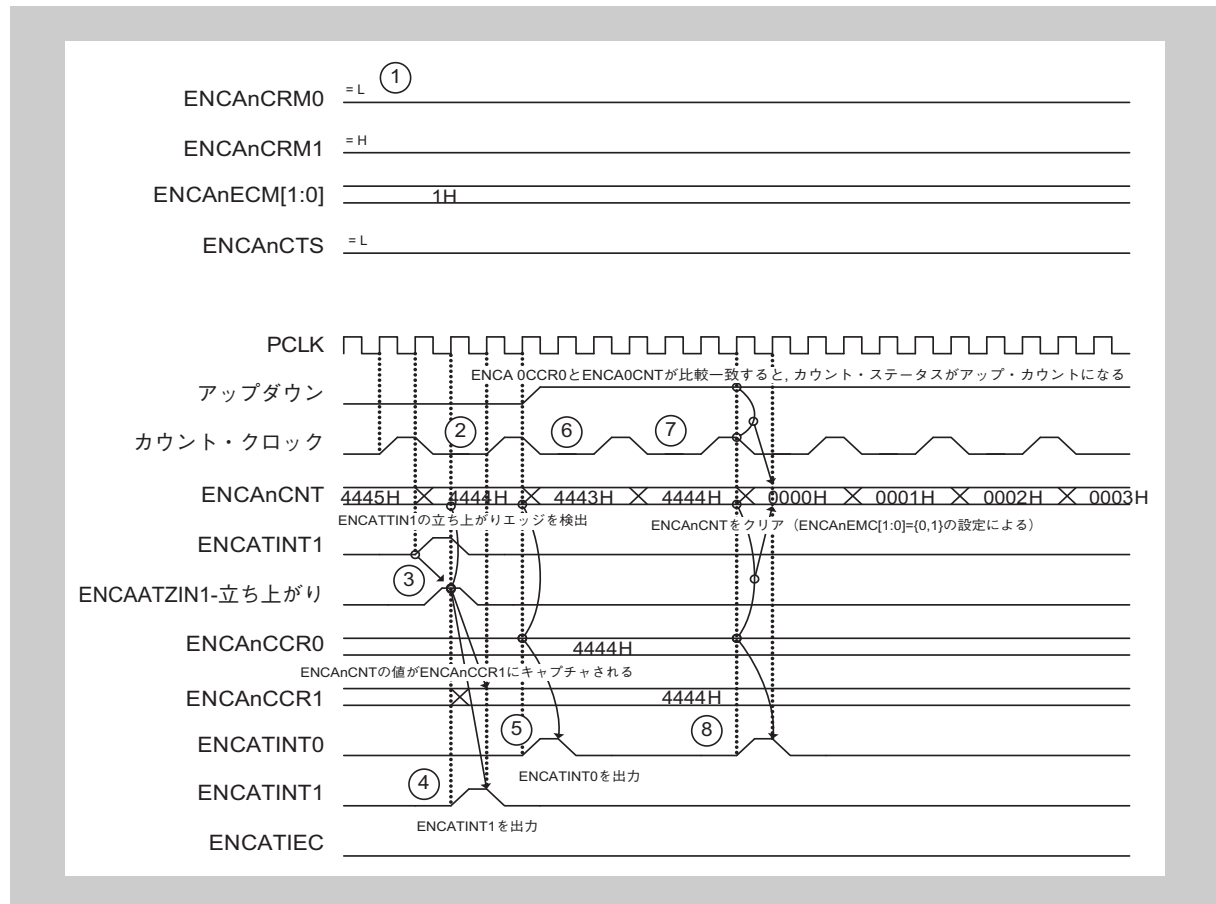 ENCAnCRM0 = L ①
ENCAnCRM1 = H
ENCAnECM[1:0] 1H
ENCAnCTS = L
PCLK
ENCA 0CCR0とENCA0CNTが比較一致すると, カウント・ステータスがアップ・カウントになる
アップダウン
カウント・クロック ② ⑥ ⑦
ENCAnCNT 4445H 4444H 4443H 4444H 0000H 0001H 0002H 0003H
ENCATTIN1の立ち上がりエッジを検出 ENCAnCNTをクリア（ENCAnEMC[1:0]={0,1}の設定による）
ENCATINT1
③
ENCAATZIN1-立ち上がり
ENCAnCCR0 4444H
ENCAnCNTの値がENCAnCCR1にキャプチャされる
ENCAnCCR1 4444H
ENCATINT0 ⑤ ⑧
ENCATINT0を出力
ENCATINT1 ④
ENCATINT1を出力
ENCATIEC